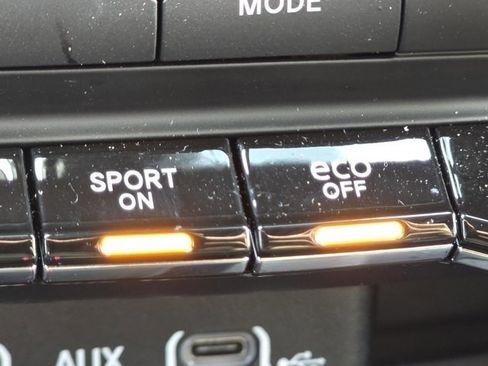 MODE
SPORT
ON
eco
OFF
AUX